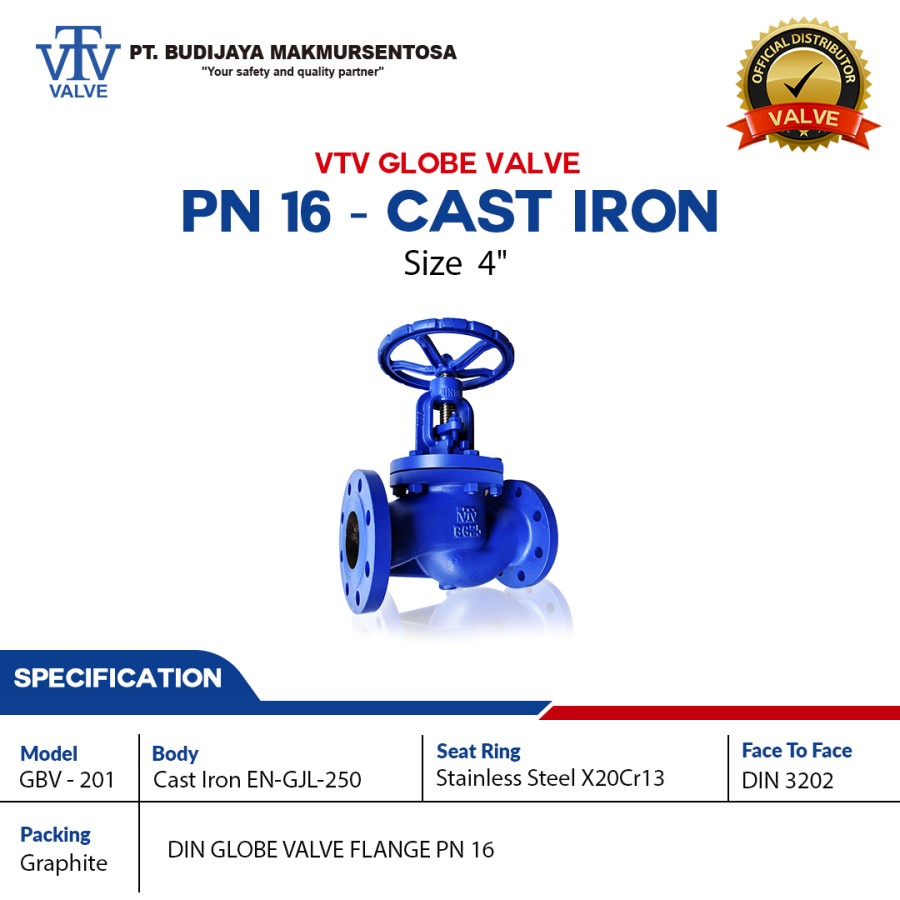 VTV
VALVE
PT. BUDIJAYA MAKMURSENTOSA
"Your safety and quality partner"
OFFICIAL DISTRIBUTOR
VALVE
VTV GLOBE VALVE
PN 16 - CAST IRON
Size 4"
VTV
GG25
SPECIFICATION
Model
GBV - 201
Body
Cast Iron EN-GJL-250
Seat Ring
Stainless Steel X20Cr13
Face To Face
DIN 3202
Packing
Graphite
DIN GLOBE VALVE FLANGE PN 16